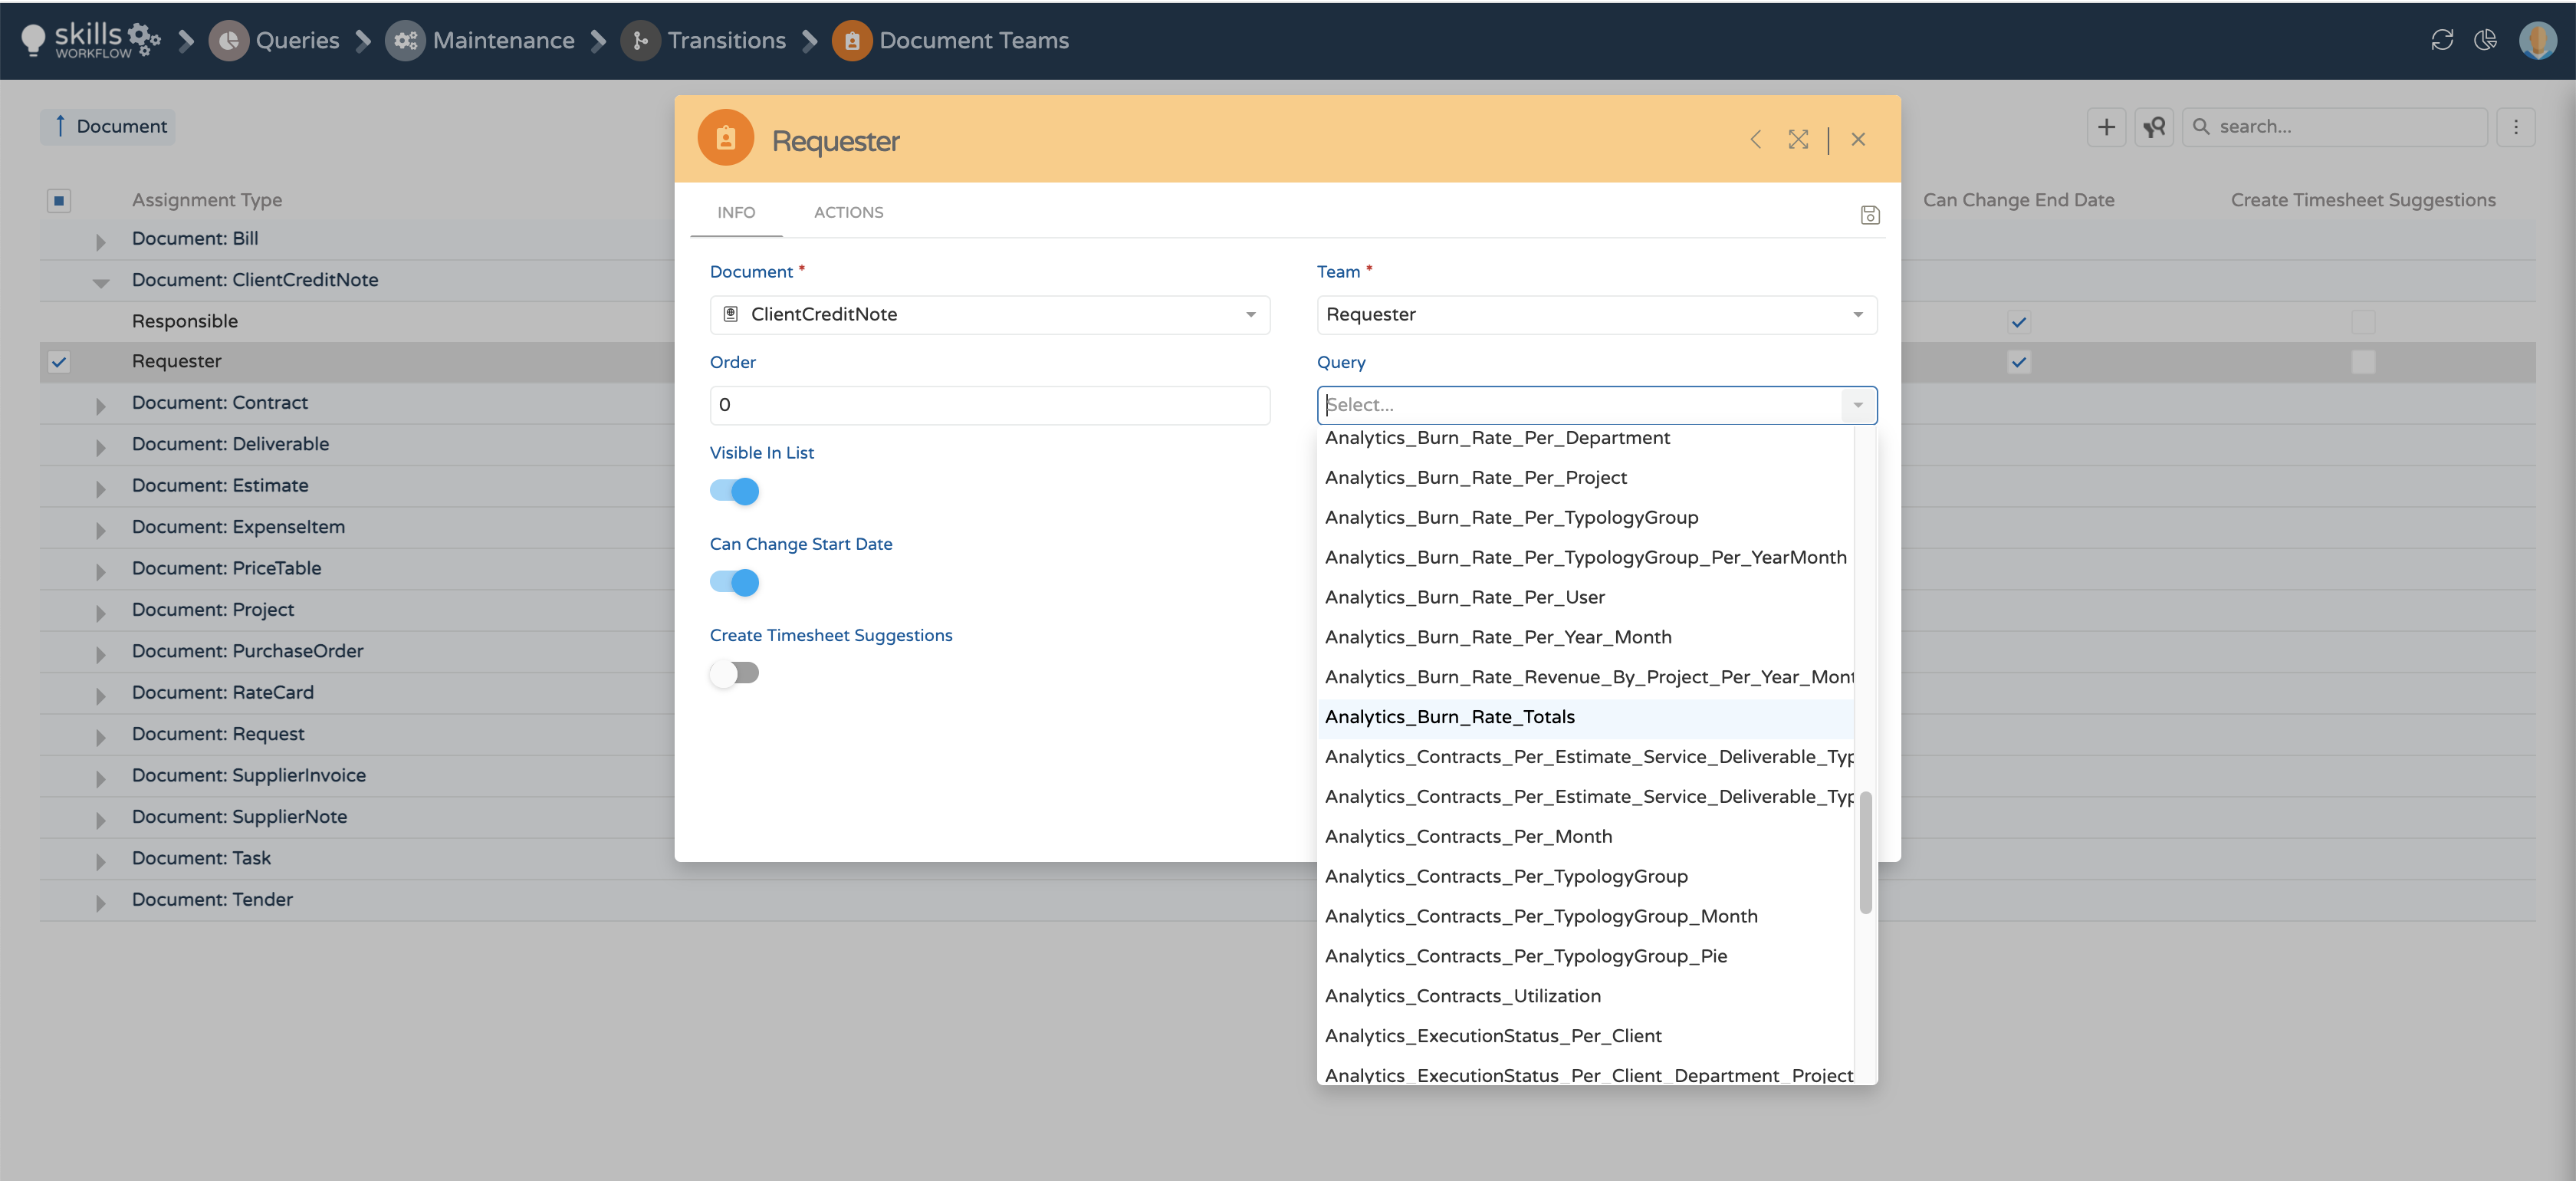 skills WORKFLOW Queries Maintenance Transitions Document Teams
Document
search...
Assignment Type
Can Change End Date
Create Timesheet Suggestions
Document: Bill
Document: ClientCreditNote
Responsible
Requester
Document: Contract
Document: Deliverable
Document: Estimate
Document: ExpenseItem
Document: PriceTable
Document: Project
Document: PurchaseOrder
Document: RateCard
Document: Request
Document: SupplierInvoice
Document: SupplierNote
Document: Task
Document: Tender
Requester
INFO ACTIONS
Document *
ClientCreditNote
Team *
Requester
Order
0
Query
Select...
Visible In List
Can Change Start Date
Create Timesheet Suggestions
Analytics_Burn_Rate_Per_Department
Analytics_Burn_Rate_Per_Project
Analytics_Burn_Rate_Per_TypologyGroup
Analytics_Burn_Rate_Per_TypologyGroup_Per_YearMonth
Analytics_Burn_Rate_Per_User
Analytics_Burn_Rate_Per_Year_Month
Analytics_Burn_Rate_Revenue_By_Project_Per_Year_Mont
Analytics_Burn_Rate_Totals
Analytics_Contracts_Per_Estimate_Service_Deliverable_Typ
Analytics_Contracts_Per_Estimate_Service_Deliverable_Typ
Analytics_Contracts_Per_Month
Analytics_Contracts_Per_TypologyGroup
Analytics_Contracts_Per_TypologyGroup_Month
Analytics_Contracts_Per_TypologyGroup_Pie
Analytics_Contracts_Utilization
Analytics_ExecutionStatus_Per_Client
Analytics_ExecutionStatus_Per_Client_Department_Project